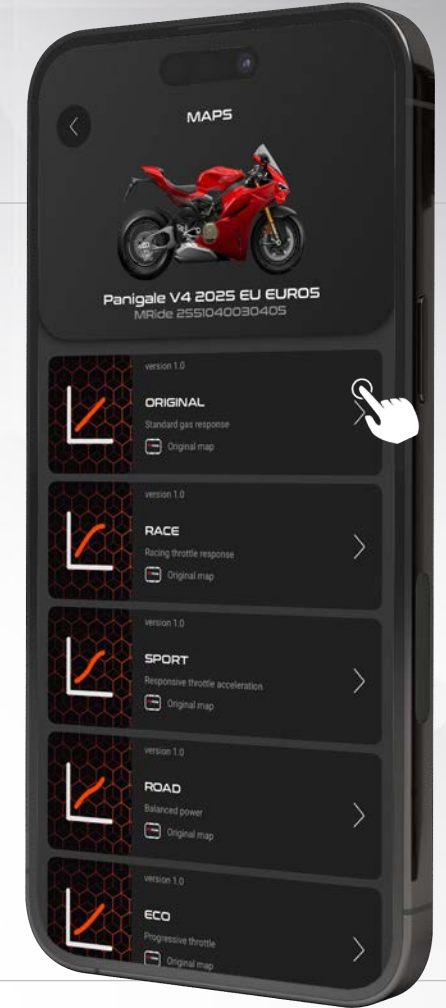 MAPS
Panigale V4 2025 EU EURO5
MRide 2551040030405
version 1.0
ORIGINAL
Standard gas response
Original map
version 1.0
RACE
Racing throttle response
Original map
version 1.0
SPORT
Responsive throttle acceleration
Original map
version 1.0
ROAD
Balanced power
Original map
version 1.0
ECO
Progressive throttle
Original map